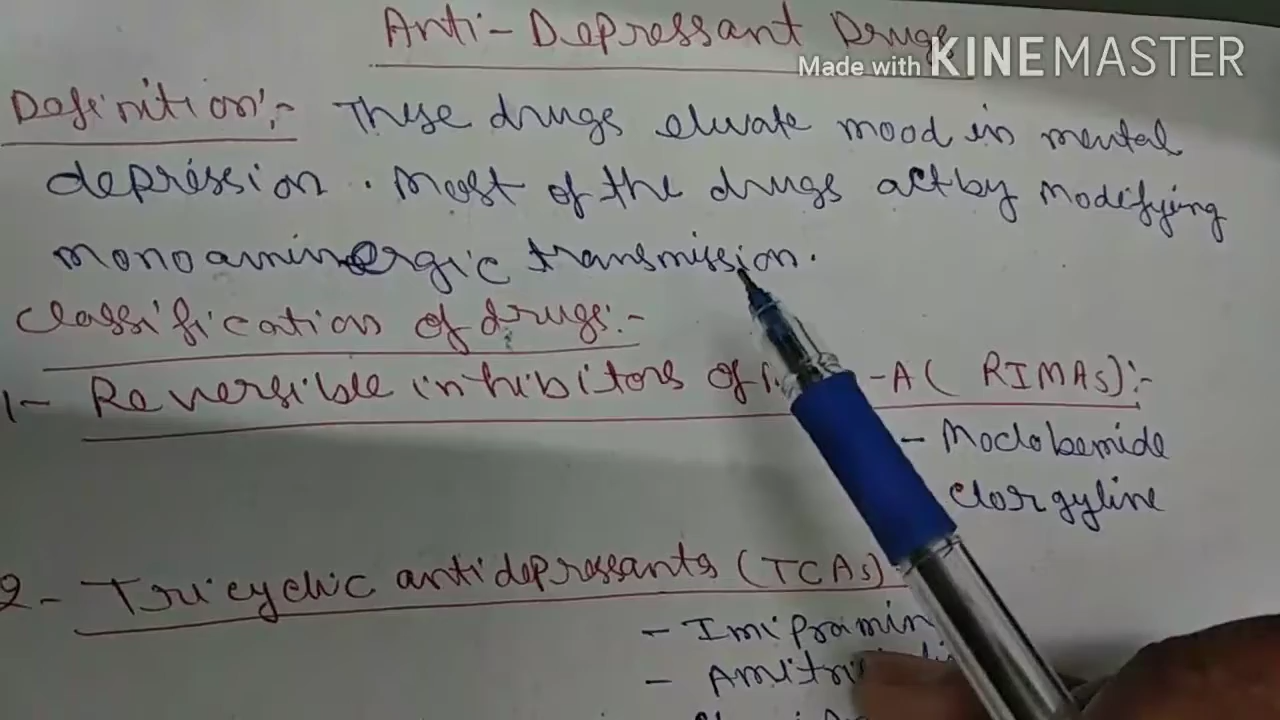 Anti-Depressant Drugs
Made with KINEMASTER
Definition:- These drugs elevate mood in mental
depression. Most of the drugs act by Modifying
monoaminergic transmission.
Classification of drugs:-
1- Reversible inhibitors of -A (RIMAs):-
- Moclobemide
Clorgyline
2- Tricyclic antidepressants (TCAs)
- Imipramin
- Amitri